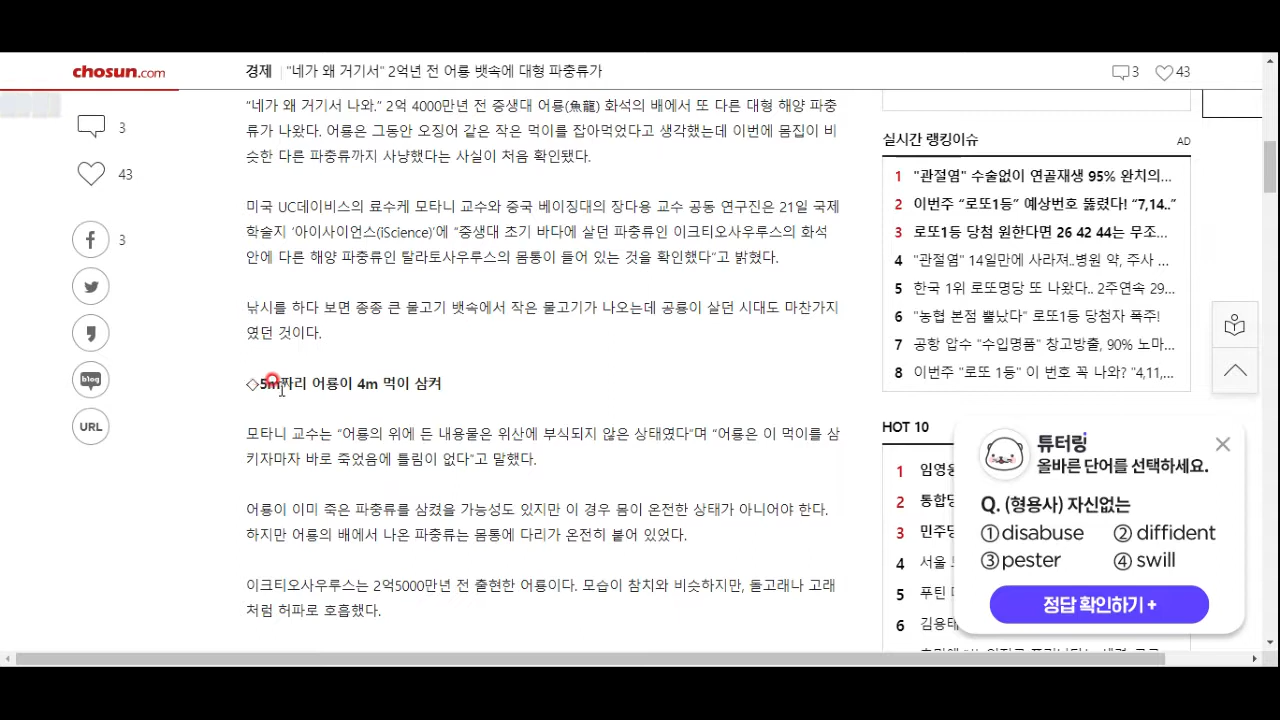 chosun.com
경제 "네가 왜 거기서" 2억년 전 어룡 뱃속에 대형 파충류가
3 43
3
43
3
blog
URL
"네가 왜 거기서 나와." 2억 4000만년 전 중생대 어룡(魚龍) 화석의 배에서 또 다른 대형 해양 파충
류가 나왔다. 어룡은 그동안 오징어 같은 작은 먹이를 잡아먹었다고 생각했는데 이번에 몸집이 비
슷한 다른 파충류까지 사냥했다는 사실이 처음 확인됐다.
미국 UC데이비스의 료수케 모타니 교수와 중국 베이징대의 장다용 교수 공동 연구진은 21일 국제
학술지 '아이사이언스(iScience)'에 "중생대 초기 바다에 살던 파충류인 이크티오사우루스의 화석
안에 다른 해양 파충류인 탈라토사우루스의 몸통이 들어 있는 것을 확인했다"고 밝혔다.
낚시를 하다 보면 종종 큰 물고기 뱃속에서 작은 물고기가 나오는데 공룡이 살던 시대도 마찬가지
였던 것이다.
◇5m짜리 어룡이 4m 먹이 삼켜
모타니 교수는 "어룡의 위에 든 내용물은 위산에 부식되지 않은 상태였다"며 "어룡은 이 먹이를 삼
키자마자 바로 죽었음에 틀림이 없다"고 말했다.
어룡이 이미 죽은 파충류를 삼켰을 가능성도 있지만 이 경우 몸이 온전한 상태가 아니어야 한다.
하지만 어룡의 배에서 나온 파충류는 몸통에 다리가 온전히 붙어 있었다.
이크티오사우루스는 2억5000만년 전 출현한 어룡이다. 모습이 참치와 비슷하지만, 돌고래나 고래
처럼 허파로 호흡했다.
실시간 랭킹이슈 AD
1 "관절염" 수술없이 연골재생 95% 완치의...
2 이번주 "로또1등" 예상번호 뚫렸다! "7,14.."
3 로또1등 당첨 원한다면 26 42 44는 무조...
4 "관절염" 14일만에 사라져..병원 약, 주사 ...
5 한국 1위 로또명당 또 나왔다.. 2주연속 29...
6 "농협 본점 뿔났다" 로또1등 당첨자 폭주!
7 공항 압수 "수입명품" 창고방출, 90% 노마...
8 이번주 "로또 1등" 이 번호 꼭 나와? "4,11,...
HOT 10
1 임영웅
2 통합당
3 민주당
4 서울
5 푸틴
6 김용태
튜터링
올바른 단어를 선택하세요.
Q. (형용사) 자신없는
①disabuse ② diffident
③pester ④ swill
정답 확인하기 +